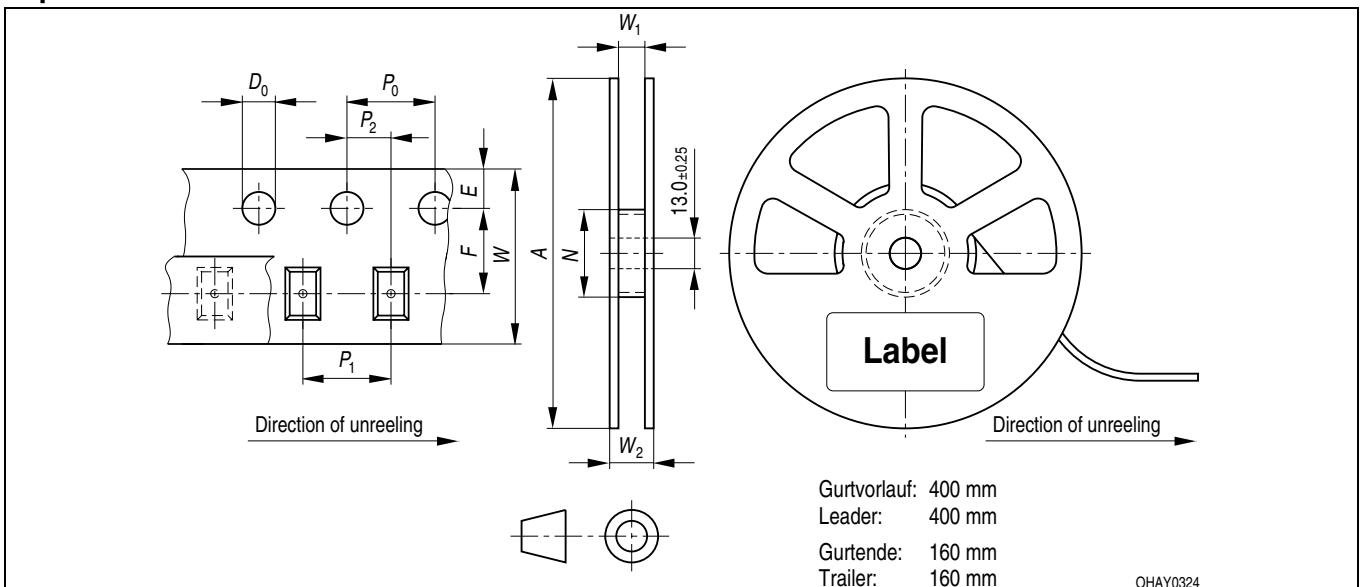 W1
D0
P0
P2
E
F
W
A
N
13.0±0.25
P1
W2
Label
Direction of unreeling
Direction of unreeling
Gurtvorlauf: 400 mm
Leader: 400 mm
Gurtende: 160 mm
Trailer: 160 mm
OHAY0324